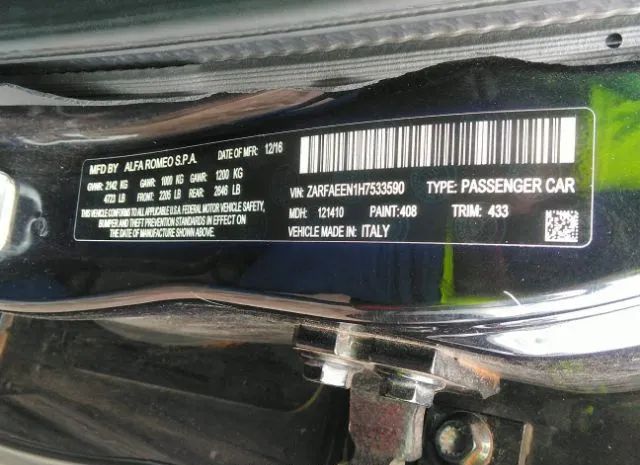 MFD BY ALFA ROMEO S.P.A. DATE OF MFR: 12/16
GVWR: 2142 KG GAWR: 1000 KG GAWR: 1200 KG
4723 LB FRONT: 2205 LB REAR: 2646 LB
THIS VEHICLE CONFORMS TO ALL APPLICABLE U.S.A. FEDERAL MOTOR VEHICLE SAFETY,
BUMPER AND THEFT PREVENTION STANDARDS IN EFFECT ON
THE DATE OF MANUFACTURE SHOWN ABOVE.
VIN: ZARFAEEN1H7533590 TYPE: PASSENGER CAR
MDH: 121410 PAINT: 408 TRIM: 433
VEHICLE MADE IN: ITALY